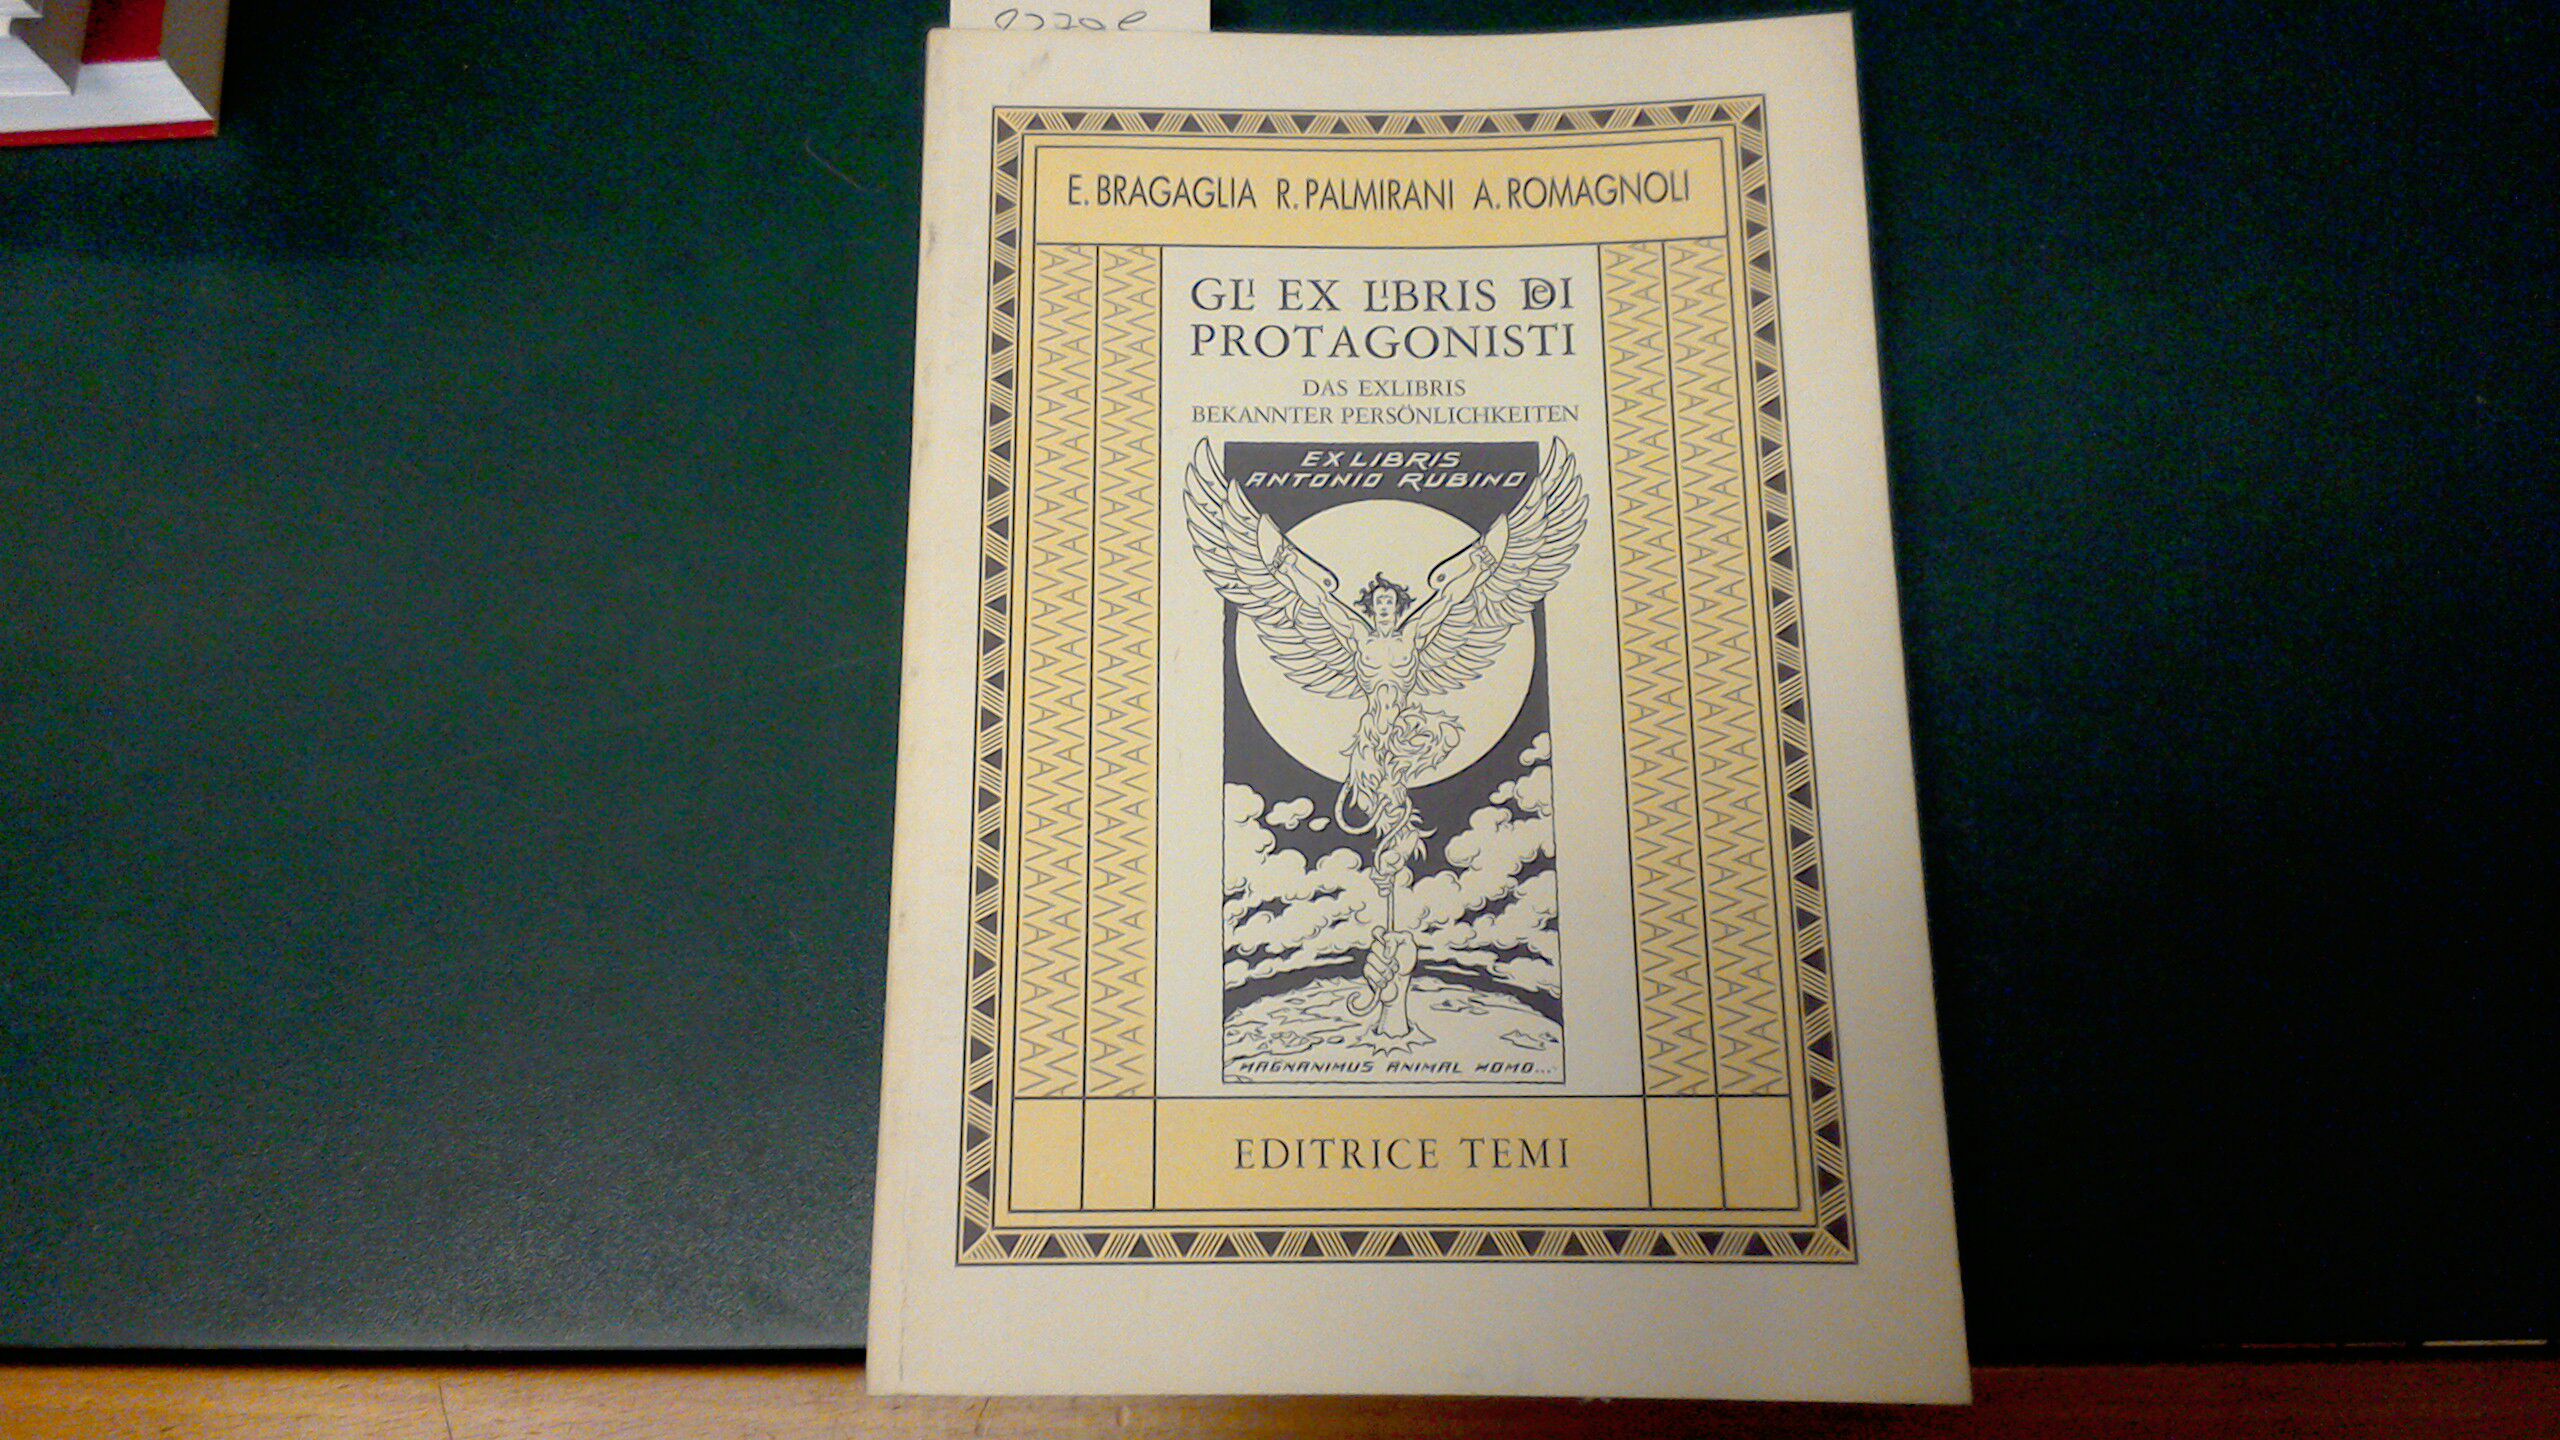 E. BRAGAGLIA R. PALMIRANI A. ROMAGNOLI
GLI EX LIBRIS DEI
PROTAGONISTI
DAS EXLIBRIS
BEKANNTER PERSÖNLICHKEITEN
EX LIBRIS
ANTONIO RUBINO
MAGNANIMUS ANIMAL HOMO...
EDITRICE TEMI